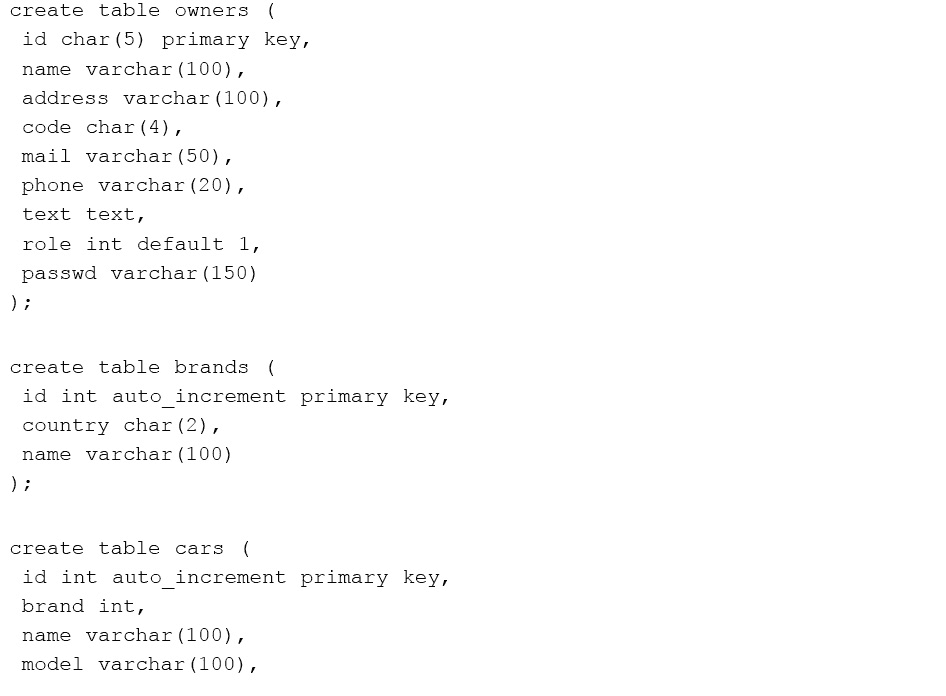 create table owners (
id char(5) primary key,
name varchar(100),
address varchar(100),
code char(4),
mail varchar(50),
phone varchar(20),
text text,
role int default 1,
passwd varchar(150)
);
create table brands (
id int auto_increment primary key,
country char(2),
name varchar(100)
);
create table cars (
id int auto_increment primary key,
brand int,
name varchar(100),
model varchar(100),